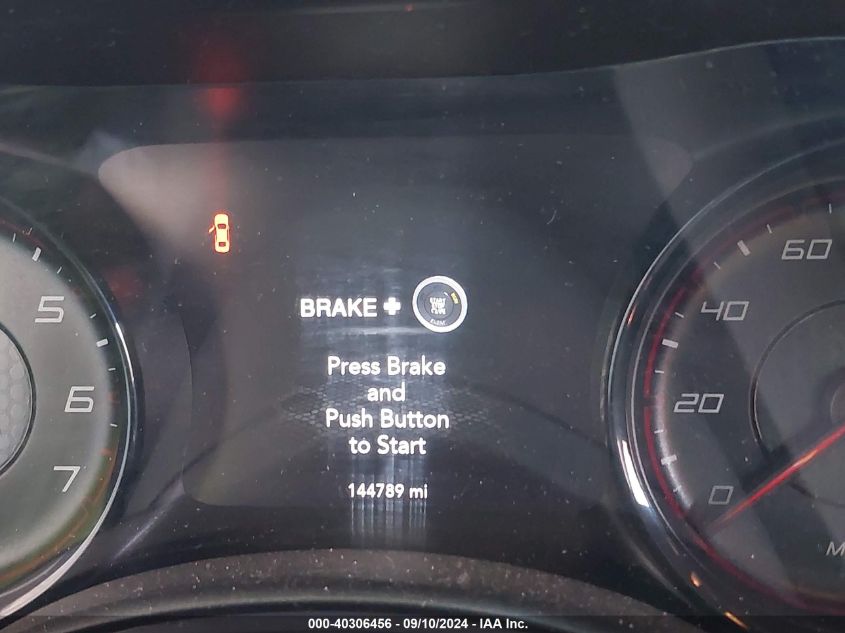 60
5
40
BRAKE +
START
Press Brake
and
6
20
Push Button
to Start
7
144789 mi
0
000-40306456 - 09/10/2024 - IAA Inc.